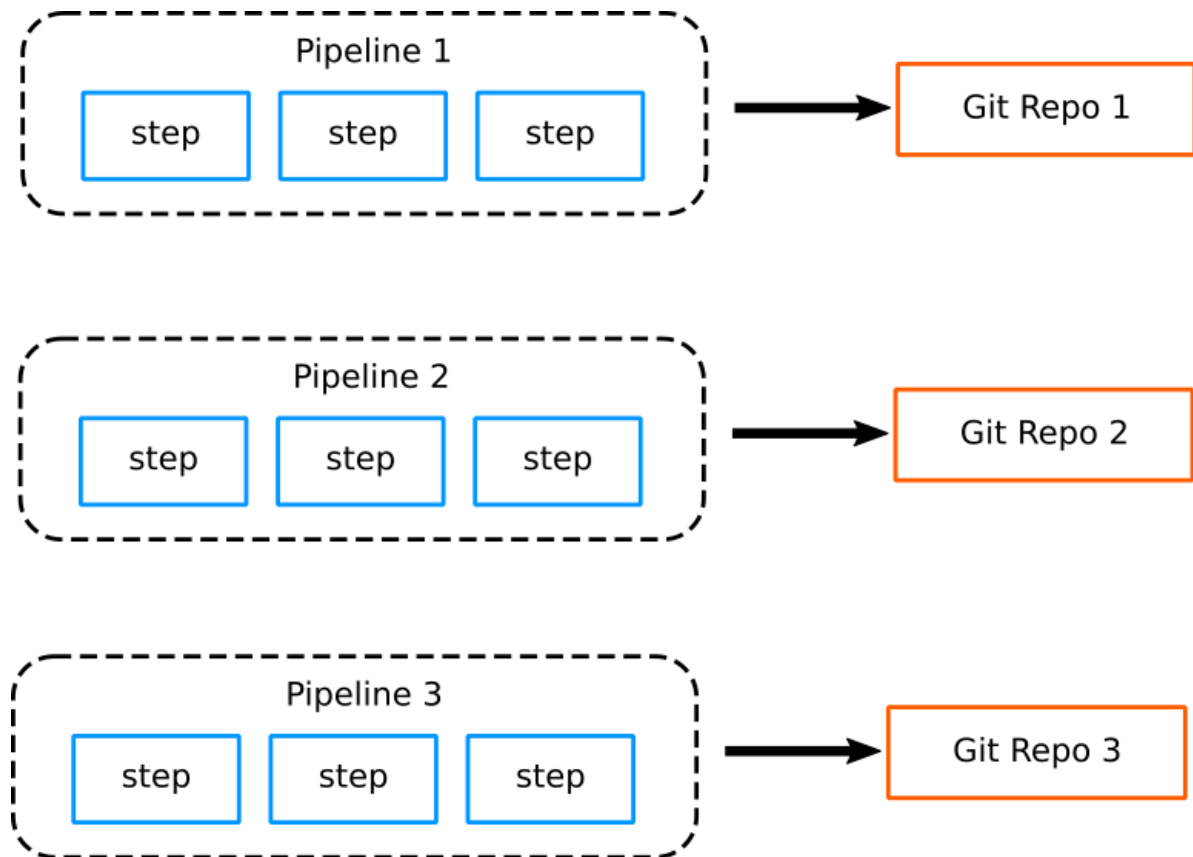 Pipeline 1
step step step
Git Repo 1
Pipeline 2
step step step
Git Repo 2
Pipeline 3
step step step
Git Repo 3